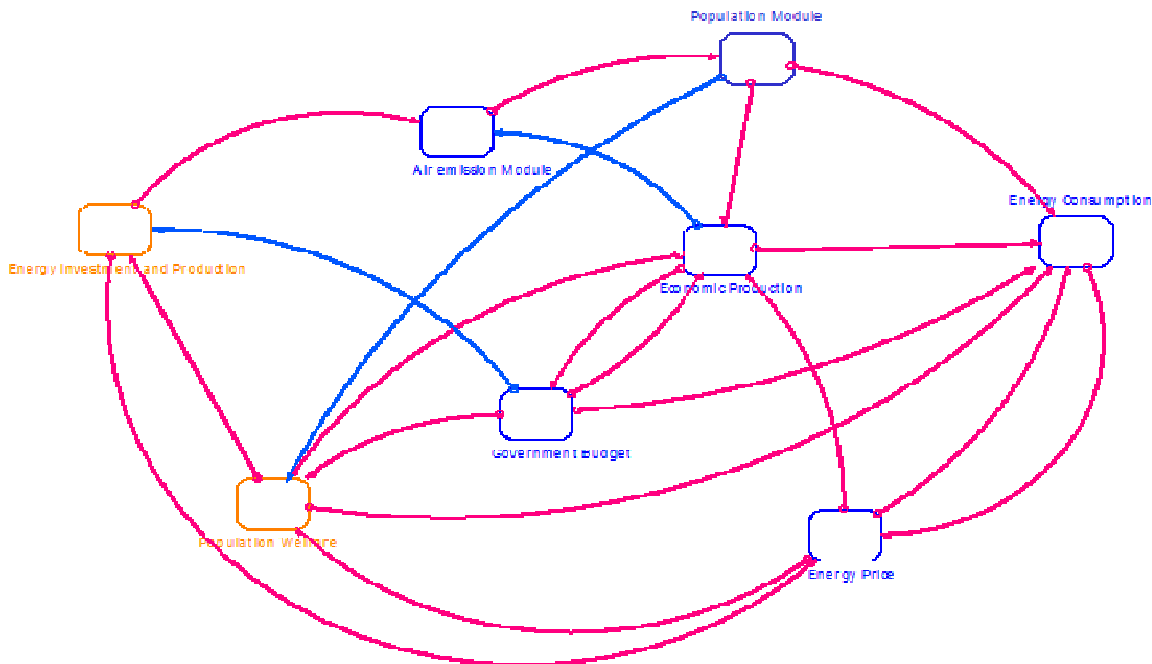 Population Module
Air emission Module
Energy Consumption
Energy Investment and Production
Economic Production
Government Budget
Population Welfare
Energy Price